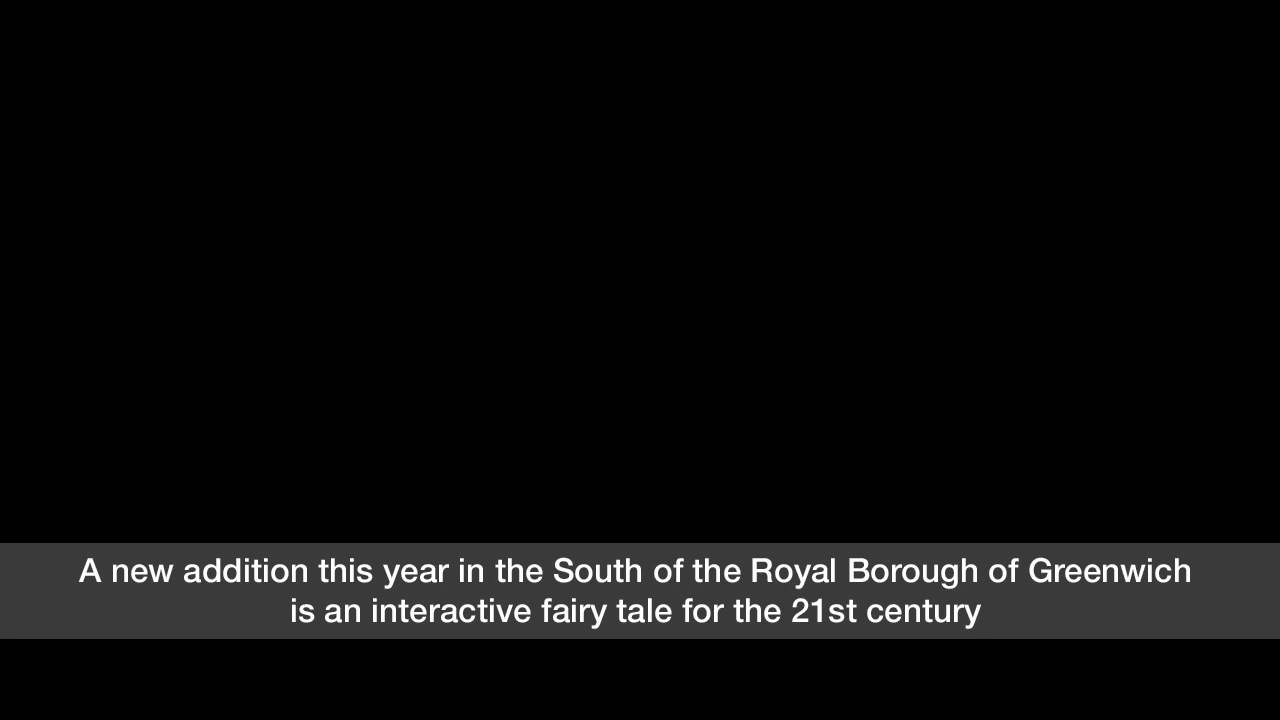 A new addition this year in the South of the Royal Borough of Greenwich
is an interactive fairy tale for the 21st century